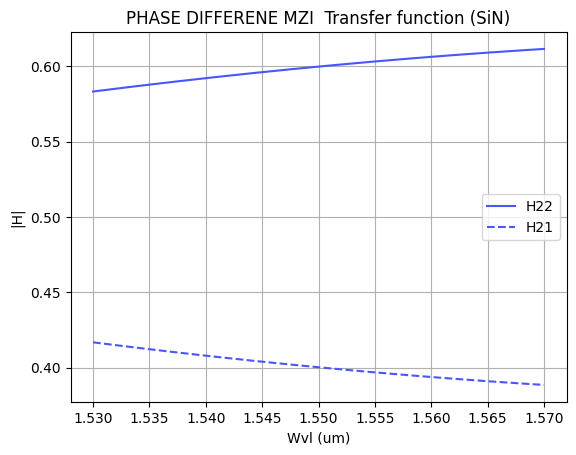 PHASE DIFFERENE MZI  Transfer function (SiN)
|H|
0.60
0.55
0.50
0.45
0.40
H22
H21
1.530 1.535 1.540 1.545 1.550 1.555 1.560 1.565 1.570
Wvl (um)